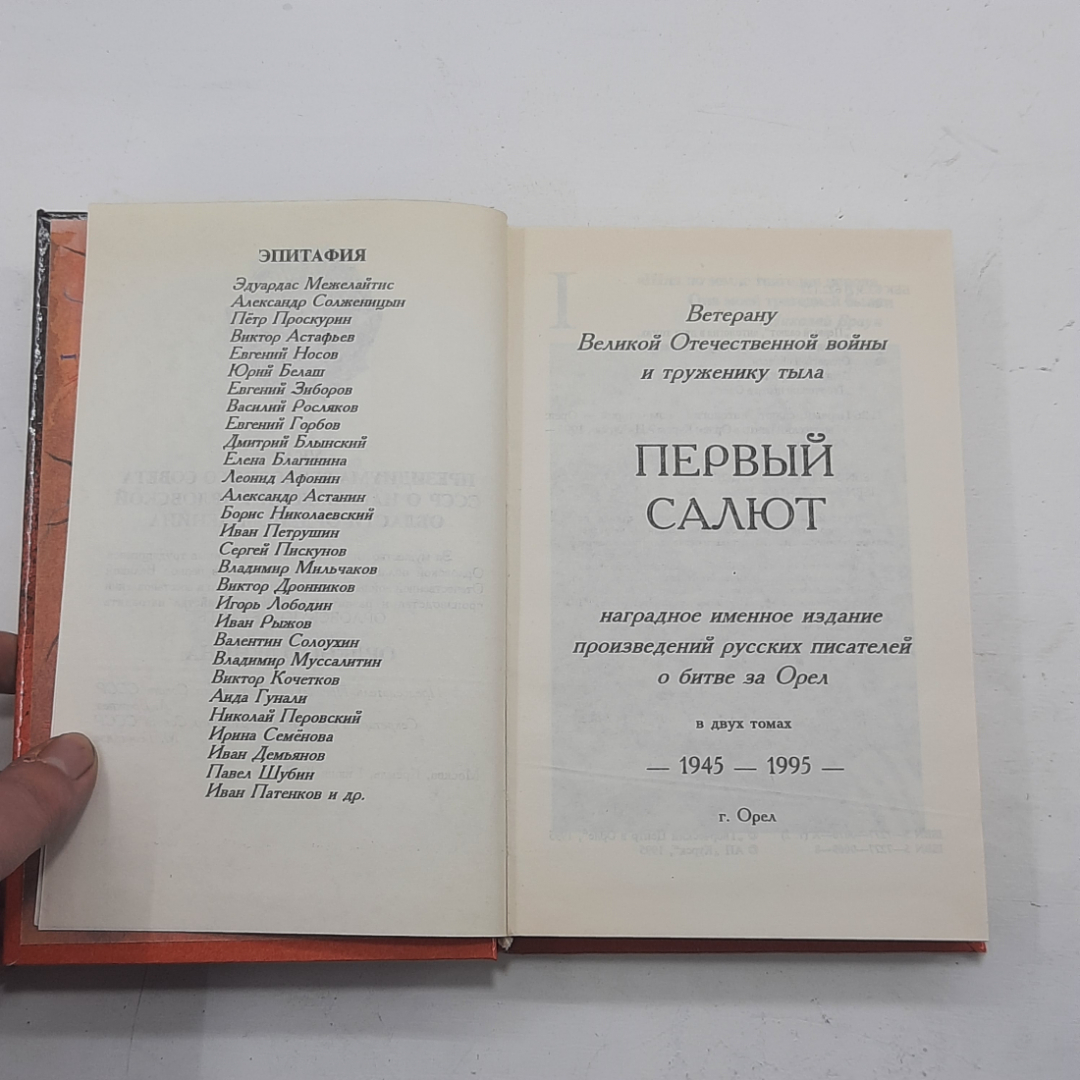 ЭПИТАФИЯ
Эдуардас Межелайтис
Александр Солженицын
Пётр Проскурин
Виктор Астафьев
Евгений Носов
Юрий Белаш
Евгений Зиборов
Василий Росляков
Евгений Горбов
Дмитрий Блынский
Елена Благинина
Леонид Афонин
Александр Астанин
Борис Николаевский
Иван Петрушин
Сергей Пискунов
Владимир Мильчаков
Виктор Дронников
Игорь Лободин
Иван Рыжов
Валентин Солоухин
Владимир Муссалитин
Виктор Кочетков
Аида Гунали
Николай Перовский
Ирина Семёнова
Иван Демьянов
Павел Шубин
Иван Патенков и др.
Ветерану
Великой Отечественной войны
и труженику тыла
ПЕРВЫЙ
САЛЮТ
наградное именное издание
произведений русских писателей
о битве за Орел
в двух томах
— 1945 — 1995 —
г. Орел